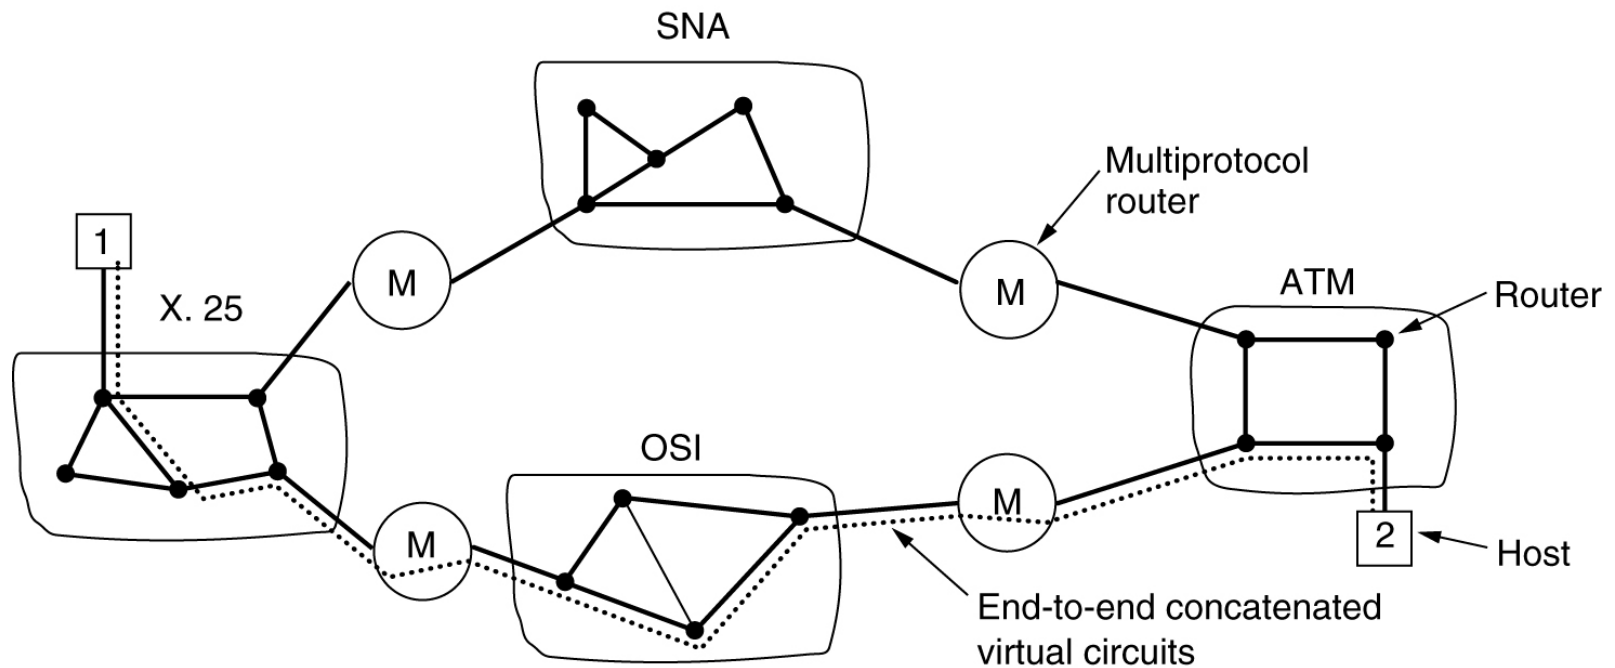 SNA
Multiprotocol
router
1
M
M
X. 25
ATM
Router
OSI
M
M
2
Host
End-to-end concatenated
virtual circuits